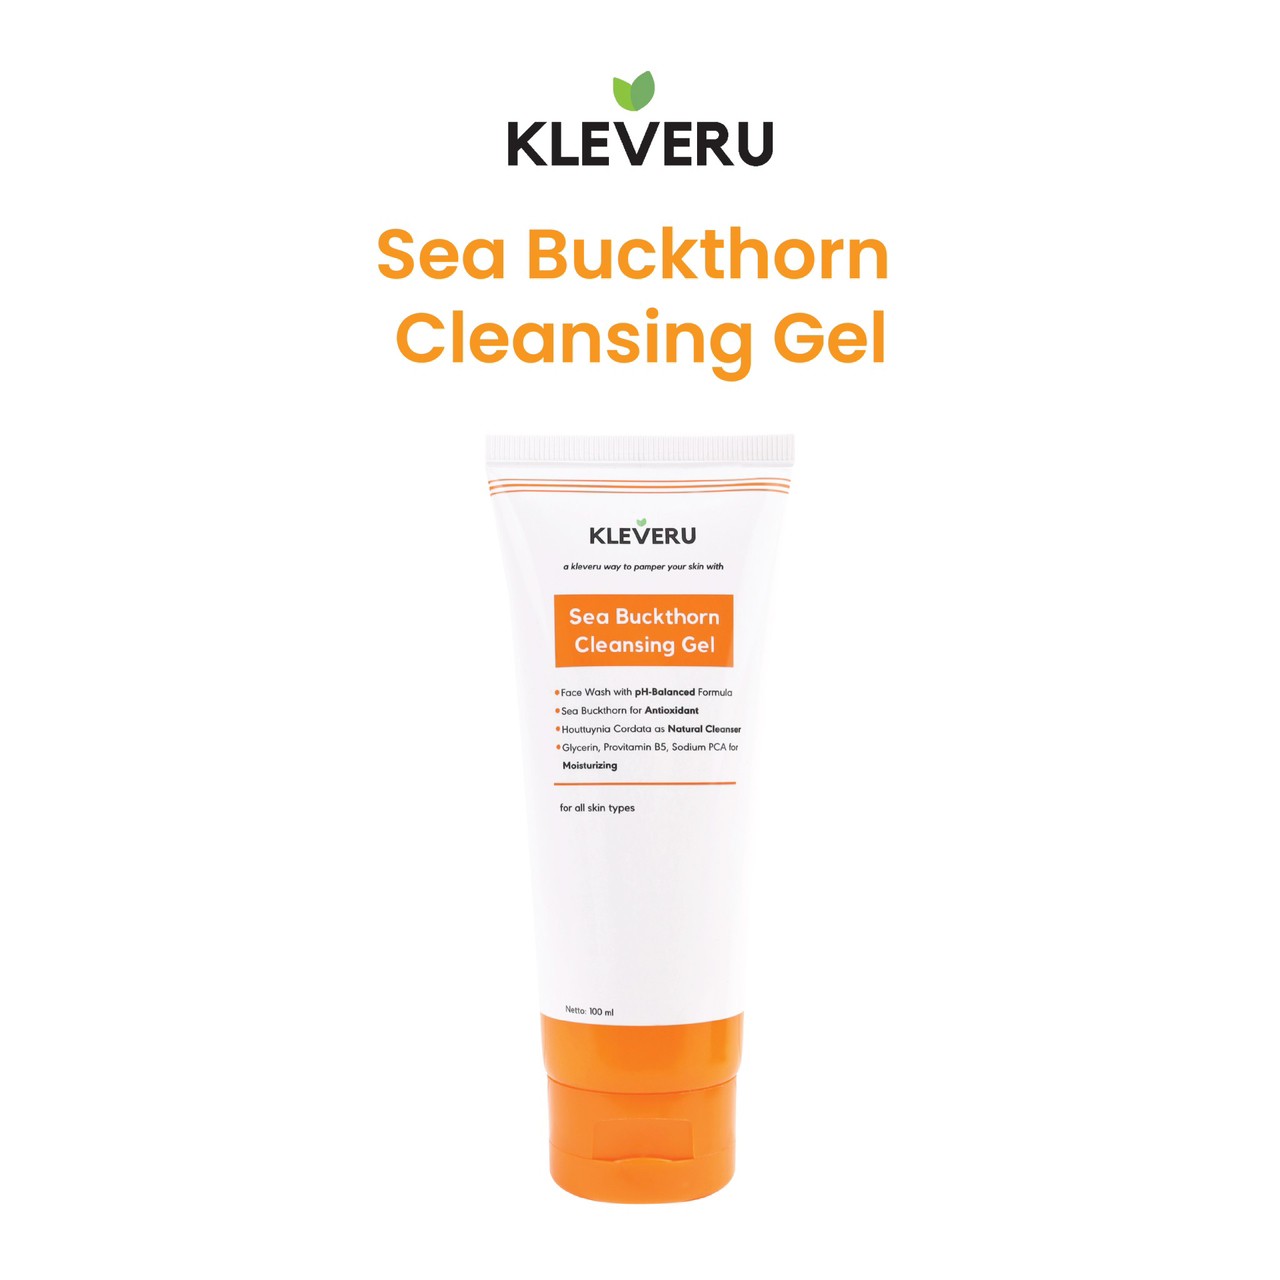 KLEVERU
Sea Buckthorn
Cleansing Gel
KLEVERU
a kleveru way to pamper your skin with
Sea Buckthorn
Cleansing Gel
•Face Wash with pH-Balanced Formula
•Sea Buckthorn for Antioxidant
•Houttuynia Cordata as Natural Cleanser
•Glycerin, Provitamin B5, Sodium PCA for
Moisturizing
for all skin types
Netto: 100 ml